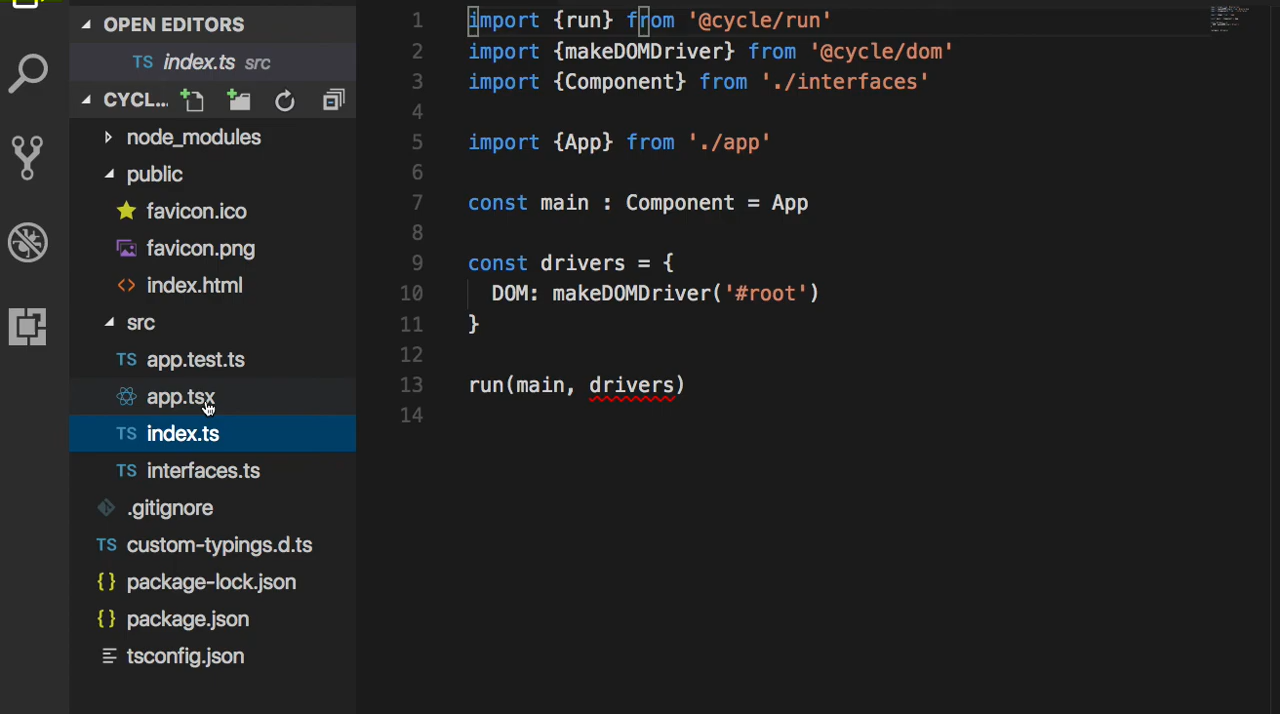 OPEN EDITORS
TS index.ts src
CYCL...
node_modules
public
favicon.ico
favicon.png
<> index.html
src
TS app.test.ts
app.tsx
TS index.ts
TS interfaces.ts
.gitignore
TS custom-typings.d.ts
{} package-lock.json
{} package.json
tsconfig.json
1 import {run} from '@cycle/run'
2 import {makeDOMDriver} from '@cycle/dom'
3 import {Component} from './interfaces'
4
5 import {App} from './app'
6
7 const main : Component = App
8
9 const drivers = {
10 DOM: makeDOMDriver('#root')
11 }
12
13 run(main, drivers)
14